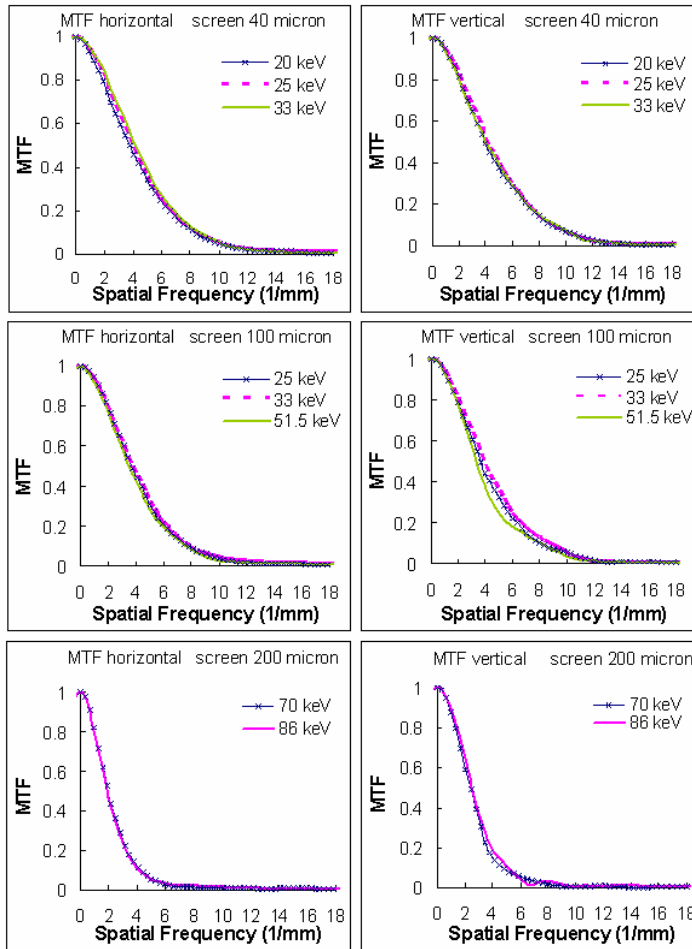 MTF horizontal screen 40 micron
1
0.8
0.6
0.4
0.2
0
MTF
20 keV
25 keV
33 keV
0 2 4 6 8 10 12 14 16 18
Spatial Frequency (1/mm)
MTF vertical screen 40 micron
1
0.8
0.6
0.4
0.2
0
MTF
20 keV
25 keV
33 keV
0 2 4 6 8 10 12 14 16 18
Spatial Frequency (1/mm)
MTF horizontal screen 100 micron
1
0.8
0.6
0.4
0.2
0
MTF
25 keV
33 keV
51.5 keV
0 2 4 6 8 10 12 14 16 18
Spatial Frequency (1/mm)
MTF vertical screen 100 micron
1
0.8
0.6
0.4
0.2
0
MTF
25 keV
33 keV
51.5 keV
0 2 4 6 8 10 12 14 16 18
Spatial Frequency (1/mm)
MTF horizontal screen 200 micron
1
0.8
0.6
0.4
0.2
0
MTF
70 keV
86 keV
0 2 4 6 8 10 12 14 16 18
Spatial Frequency (1/mm)
MTF vertical screen 200 micron
1
0.8
0.6
0.4
0.2
0
MTF
70 keV
86 keV
0 2 4 6 8 10 12 14 16 18
Spatial Frequency (1/mm)